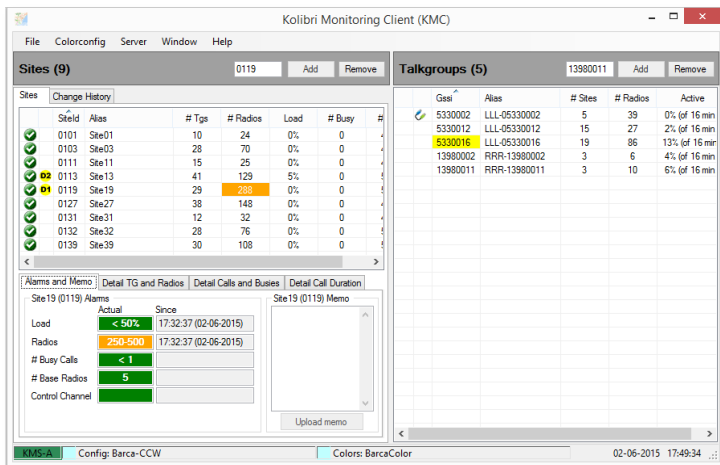 Kolibri Monitoring Client (KMC)
File Colorconfig Server Window Help
Sites (9) 0119 Add Remove
Talkgroups (5) 13980011 Add Remove
Sites Change History
SiteId Alias # Tgs # Radios Load # Busy #
0101 Site01 10 24 0% 0
0103 Site03 28 70 0% 0
0111 Site11 15 25 0% 0
D2 0113 Site13 41 129 5% 0
D1 0119 Site19 29 288 0% 0
0127 Site27 38 148 0% 0
0131 Site31 12 32 0% 0
0132 Site32 28 76 0% 0
0139 Site39 30 108 0% 0
Gssi Alias # Sites # Radios Active
5330002 LLL-05330002 5 39 0% (of 16 min
5330012 LLL-05330012 15 27 2% (of 16 min
5330016 LLL-05330016 19 86 13% (of 16 min
13980002 RRR-13980002 3 6 4% (of 16 min
13980011 RRR-13980011 3 10 6% (of 16 min
Alarms and Memo Detail TG and Radios Detail Calls and Busies Detail Call Duration
Site19 (0119) Alarms
Actual Since
Load < 50% 17:32:37 (02-06-2015)
Radios 250-500 17:32:37 (02-06-2015)
# Busy Calls < 1
# Base Radios 5
Control Channel
Site19 (0119) Memo
Upload memo
KMS-A Config: Barca-CCW Colors: BarcaColor 02-06-2015 17:49:34